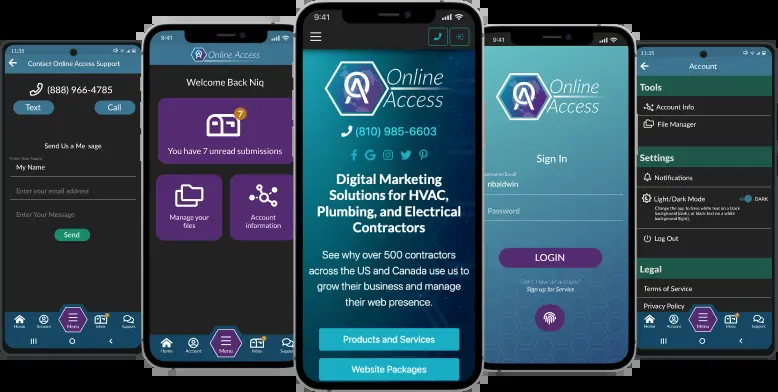 11:35
Contact Online Access Support
(888) 966-4785
Text
Call
Send Us a Me sage
Enter Your Name
My Name
Enter your email address
Enter Your Message
Send
Home
Account
Menu
Inbox
Support
9:41
Online Access
Welcome Back Niq
7
You have 7 unread submissions
Manage your
files
Account
information
Home
Account
Menu
Inbox
Suppor
9:41
Online
Access
(810) 985-6603
Digital Marketing
Solutions for HVAC,
Plumbing, and Electrical
Contractors
See why over 500 contractors
across the US and Canada use us to
grow their business and manage
their web presence.
Products and Services
Website Packages
9:41
Online
Access
Sign In
sername/Email
nbaldwin
Password
LOGIN
Don't Have an account?
Sign up for Service
11:35
Account
Tools
Account Info
File Manager
Settings
Notifications
Light/Dark Mode
DARK
Change the app to have white text on a black
background (dark), or black text on a white
background (light).
Log Out
Legal
Terms of Service
Privacy Policy
Home
Account
Menu
Inbox
Support